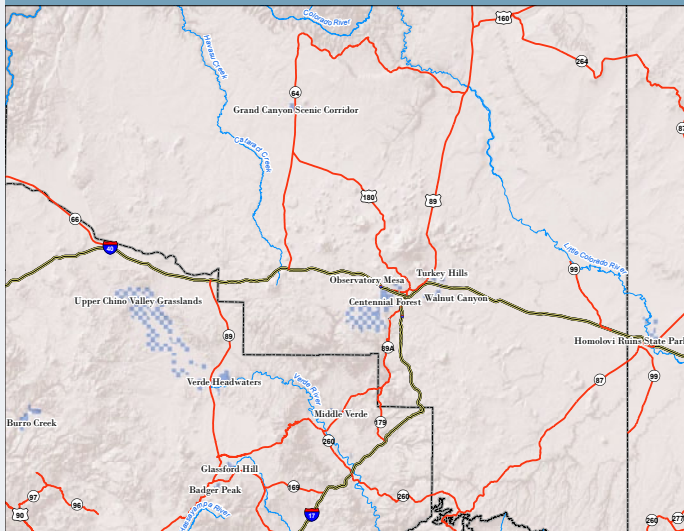 Colorado River
160
264
Havasu Creek
64
Grand Canyon Scenic Corridor
87
Cataract Creek
180
89
66
40
Little Colorado River
99
Turkey Hills
Observatory Mesa
Upper Chino Valley Grasslands
Centennial Forest
Walnut Canyon
89
Homolovi Ruins State Park
89A
Verde Headwaters
Verde River
87
99
Middle Verde
Burro Creek
179
260
Glassford Hill
Badger Peak
169
97
96
260
90
River
17
260
277